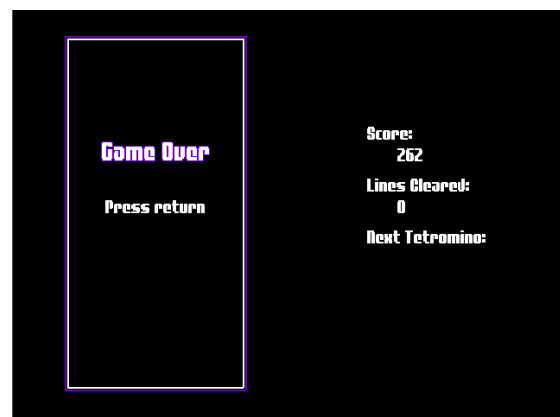 Game Over
Press return
Score:
262
Lines Cleared:
0
Next Tetromino: